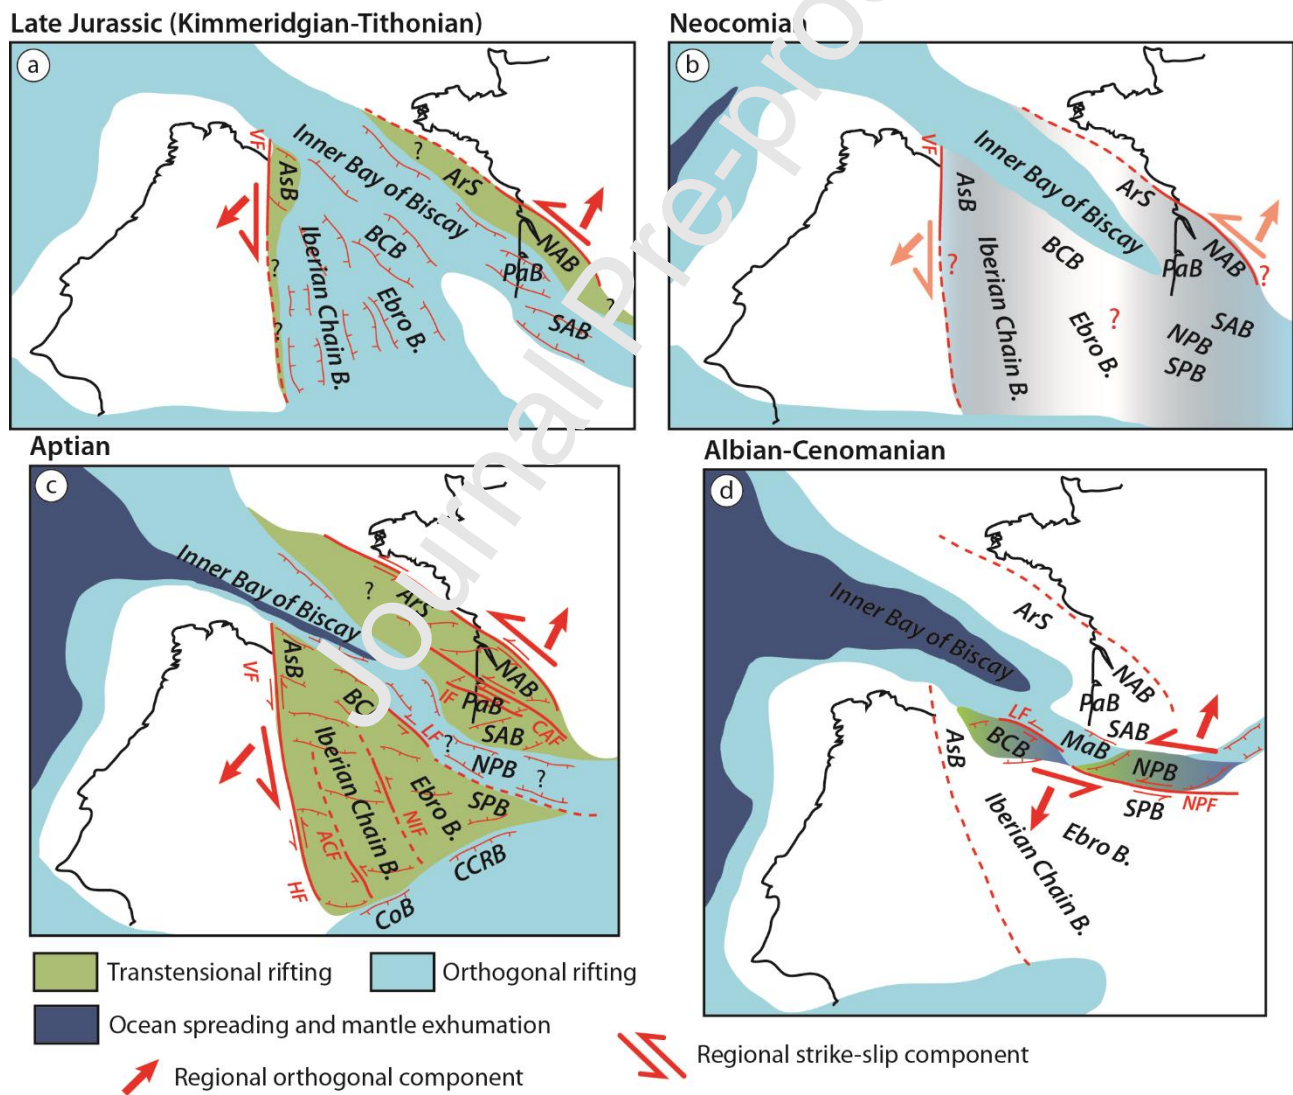 Late Jurassic (Kimmeridgian-Tithonian)
a
VF
AsB
?
?
Iberian Chain B.
Inner Bay of Biscay
BCB
Ebro B.
?
ArS
NAB
PaB
SAB
?
Neocomian
b
VF
AsB
?
Iberian Chain B.
Inner Bay of Biscay
BCB
Ebro B.
?
ArS
NAB
PaB
?
SAB
NPB
SPB
Aptian
c
Inner Bay of Biscay
VF
AsB
BC
?
ArS
NAB
IF
PaB
CAF
LF
?
SAB
NPB
?
Iberian Chain B.
Ebro B.
SPB
NIF
ACF
HF
CCRB
CoB
Albian-Cenomanian
d
Inner Bay of Biscay
ArS
NAB
PaB
SAB
LF
BCB
MaB
NPB
AsB
SPB
NPF
Iberian Chain B.
Ebro B.
Transtensional rifting
Orthogonal rifting
Ocean spreading and mantle exhumation
Regional orthogonal component
Regional strike-slip component
Journal Pre-proo